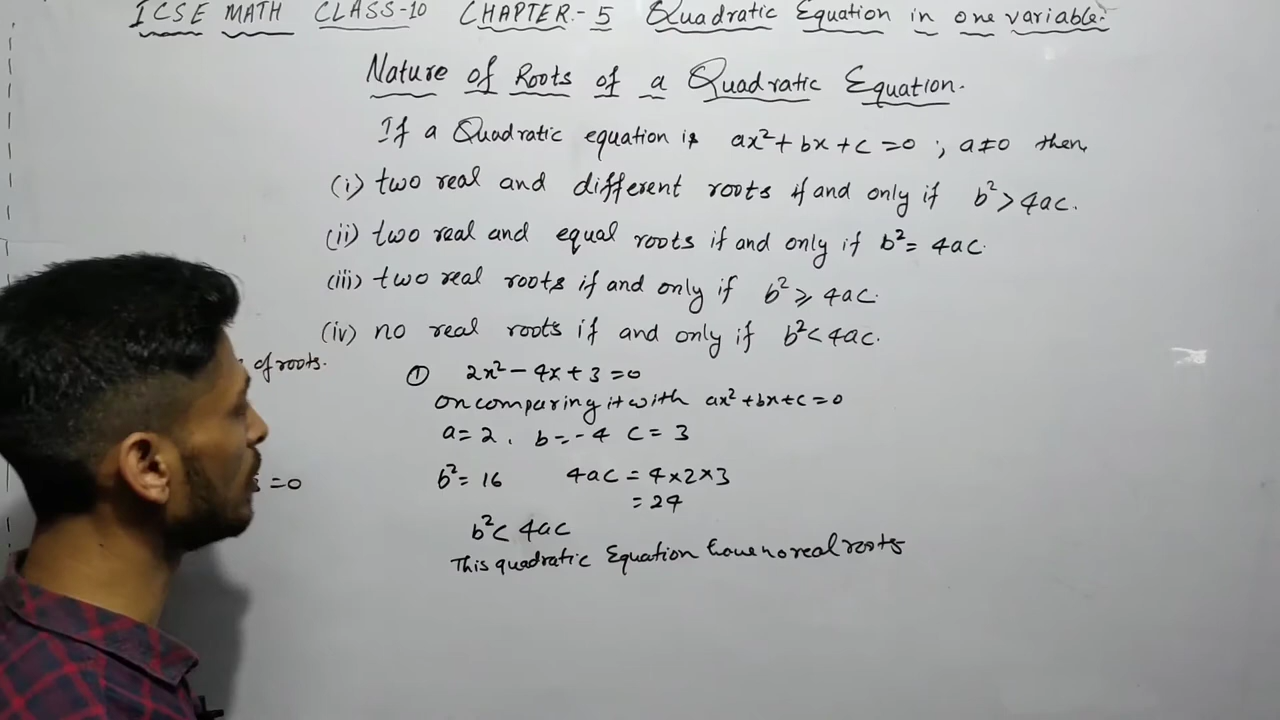 ICSE MATH CLASS-10 CHAPTER.- 5 Quadratic Equation in one variable.
Nature of Roots of a Quadratic Equation.
If a Quadratic equation is ax²+bx+c=0 ; a≠0 then,
(i) two real and different roots if and only if b²>4ac.
(ii) two real and equal roots if and only if b²= 4ac.
(iii) two real roots if and only if b²⩾ 4ac.
(iv) no real roots if and only if b²<4ac.
of roots.
① 2x²-4x+3=0
on comparing it with ax²+bx+c=0
a=2, b=-4 c=3
=0
b²= 16 4ac = 4×2×3
= 24
b²< 4ac
This quadratic Equation have no real roots